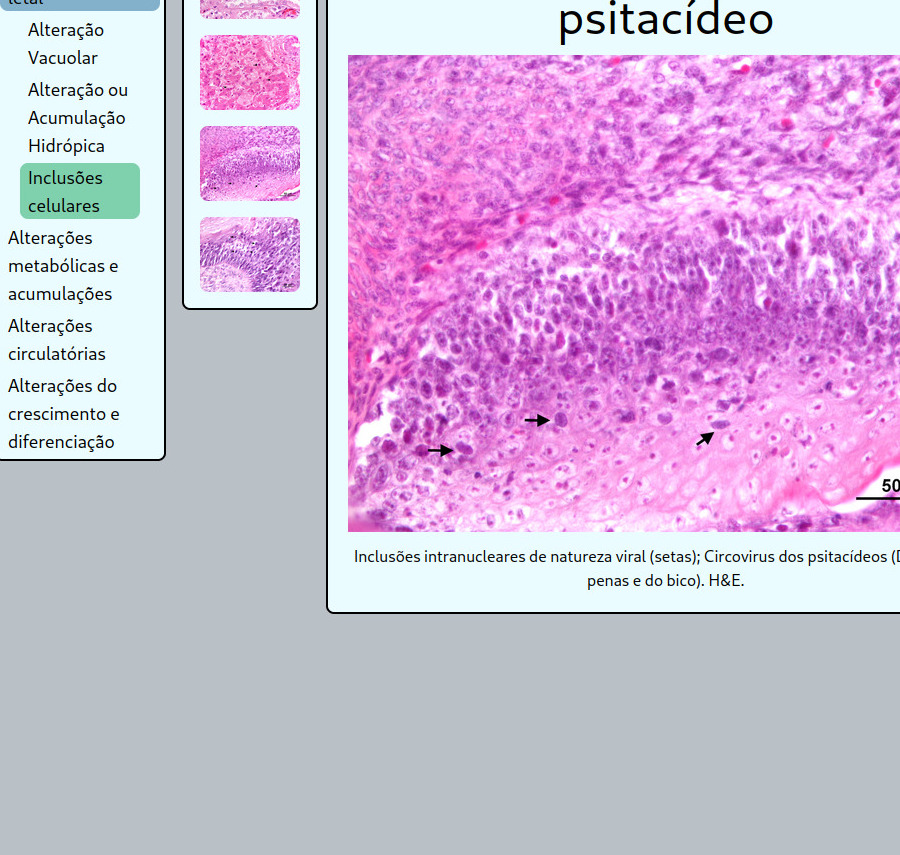 letal
Alteração
Vacuolar
Alteração ou
Acumulação
Hidrópica
Inclusões
celulares
Alterações
metabólicas e
acumulações
Alterações
circulatórias
Alterações do
crescimento e
diferenciação
psitacídeo
50
Inclusões intranucleares de natureza viral (setas); Circovirus dos psitacídeos (D
penas e do bico). H&E.